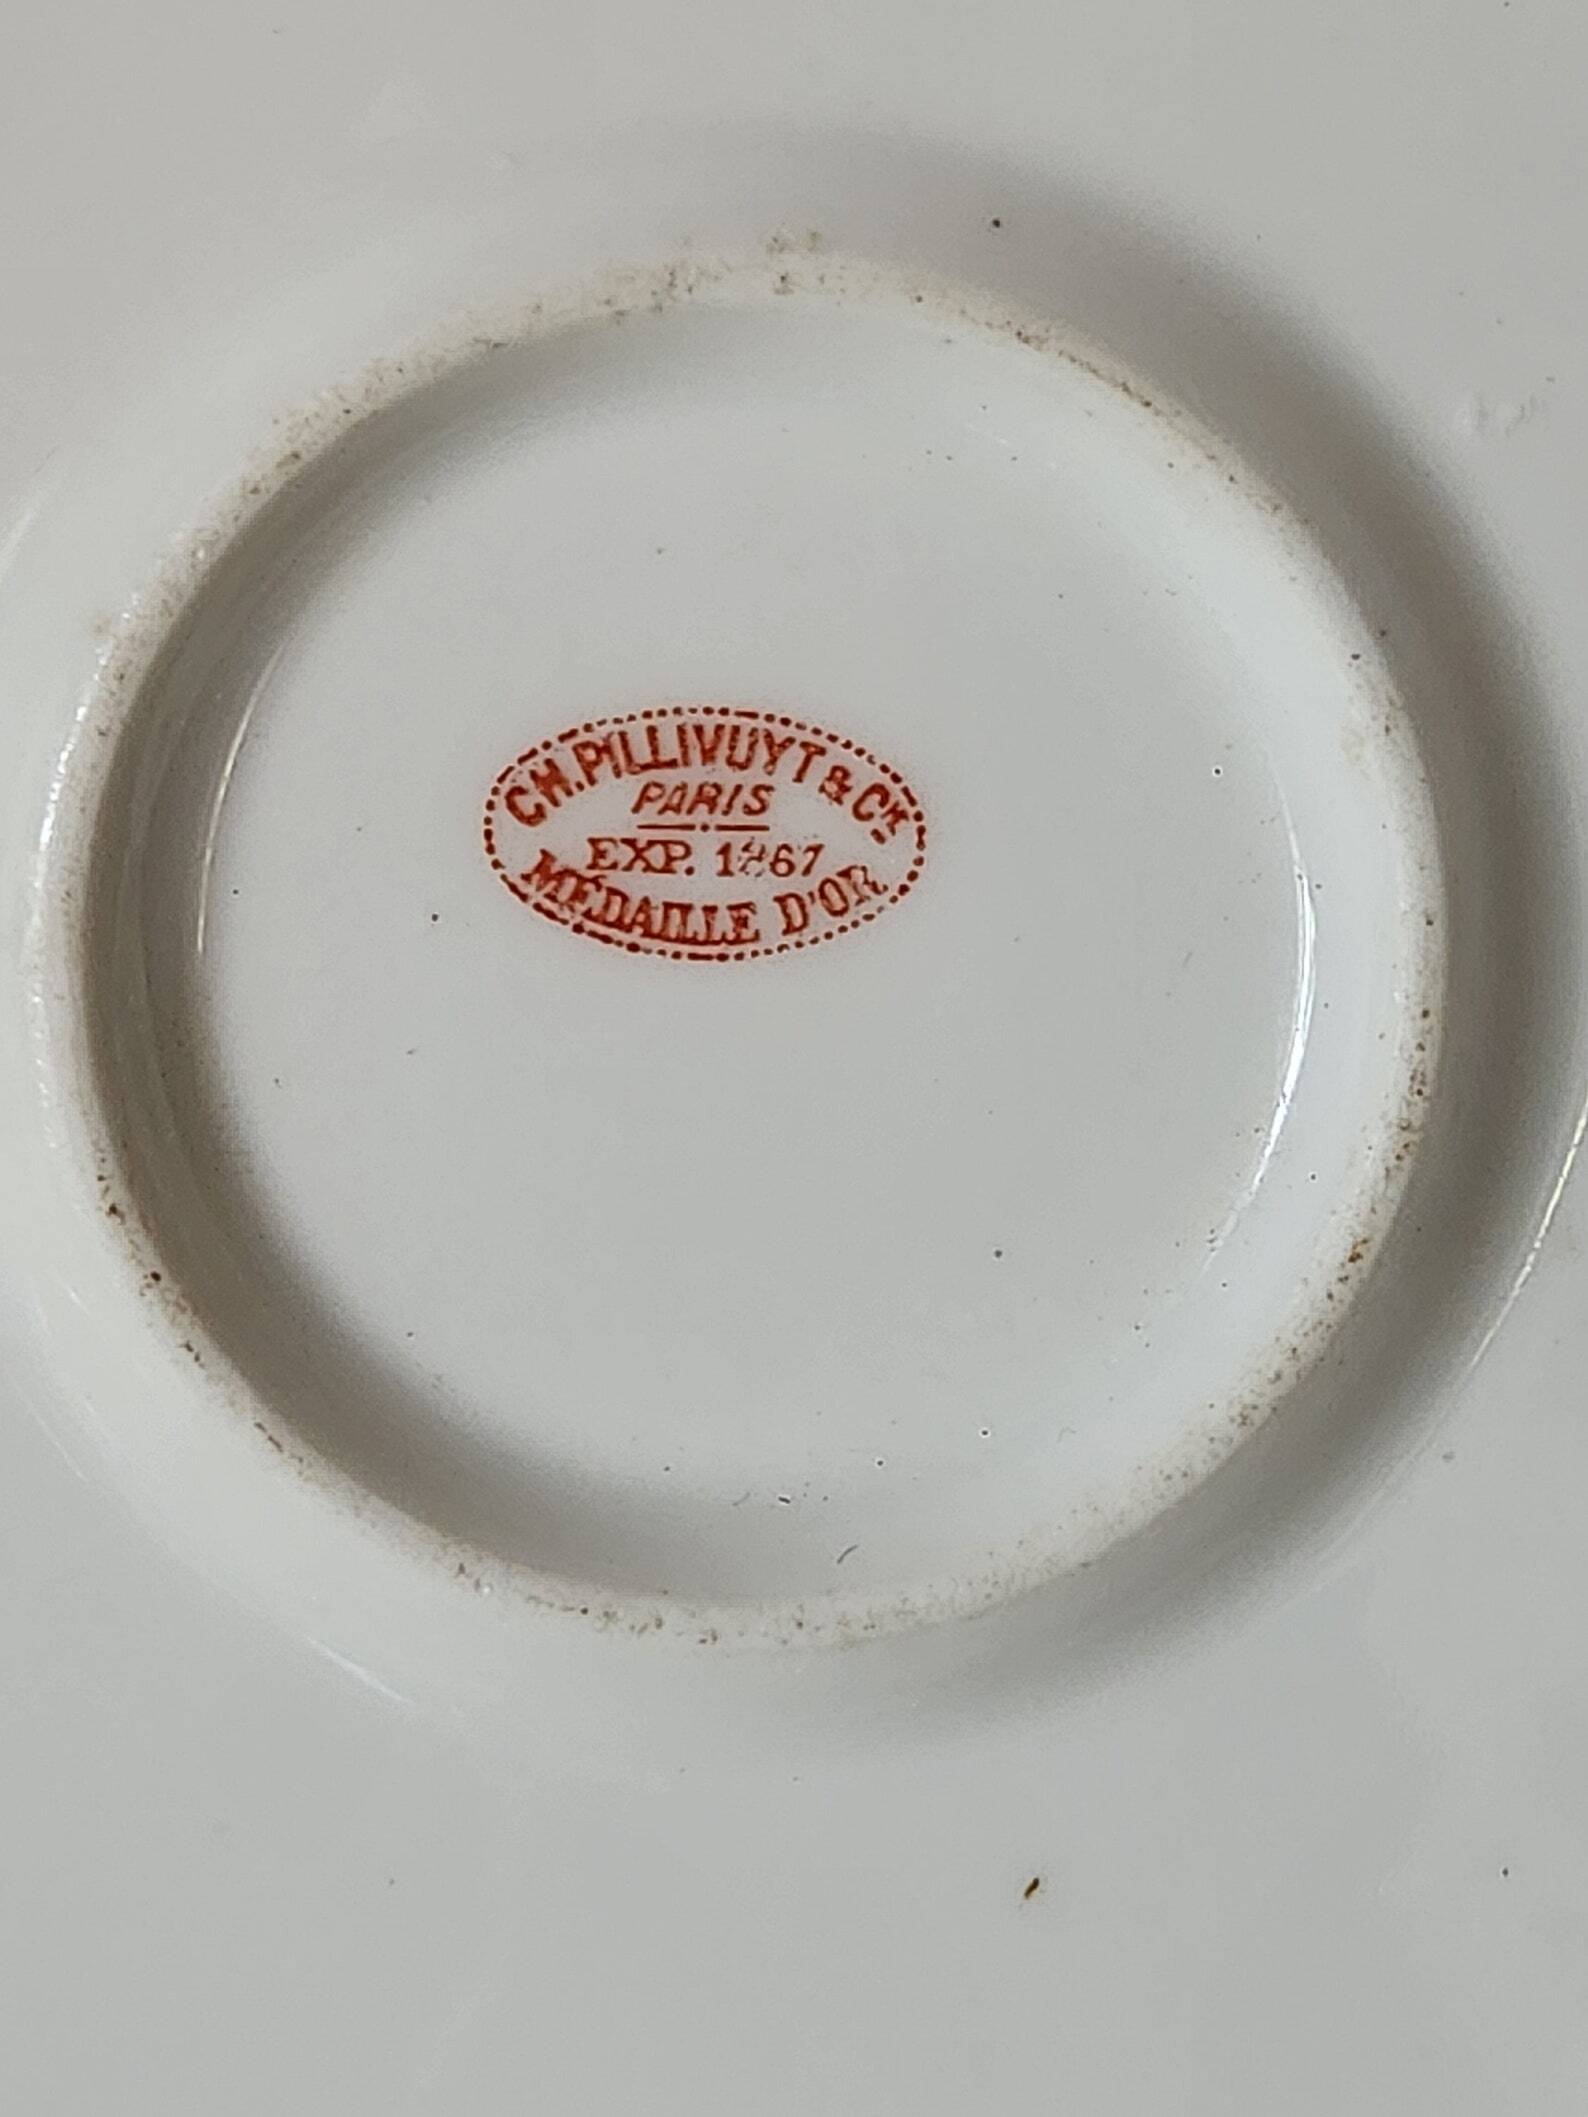 CH. PILLIVUYT & Cie
PARIS
EXP. 1867
MÉDAILLE D'OR